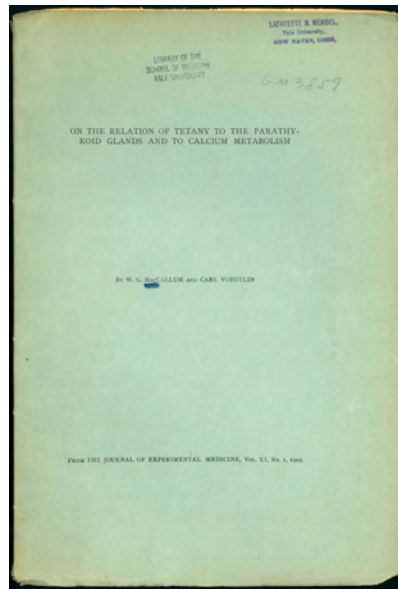 LAFAYETTE B. MENDEL,
Yale University,
NEW HAVEN, CONN.
LIBRARY OF THE
SCHOOL OF MEDICINE
YALE UNIVERSITY
GM 3859
ON THE RELATION OF TETANY TO THE PARATHY-
ROID GLANDS AND TO CALCIUM METABOLISM
BY W. G. MacCALLUM AND CARL VOEGTLIN
FROM THE JOURNAL OF EXPERIMENTAL MEDICINE, VOL. XI, No. 1, 1909